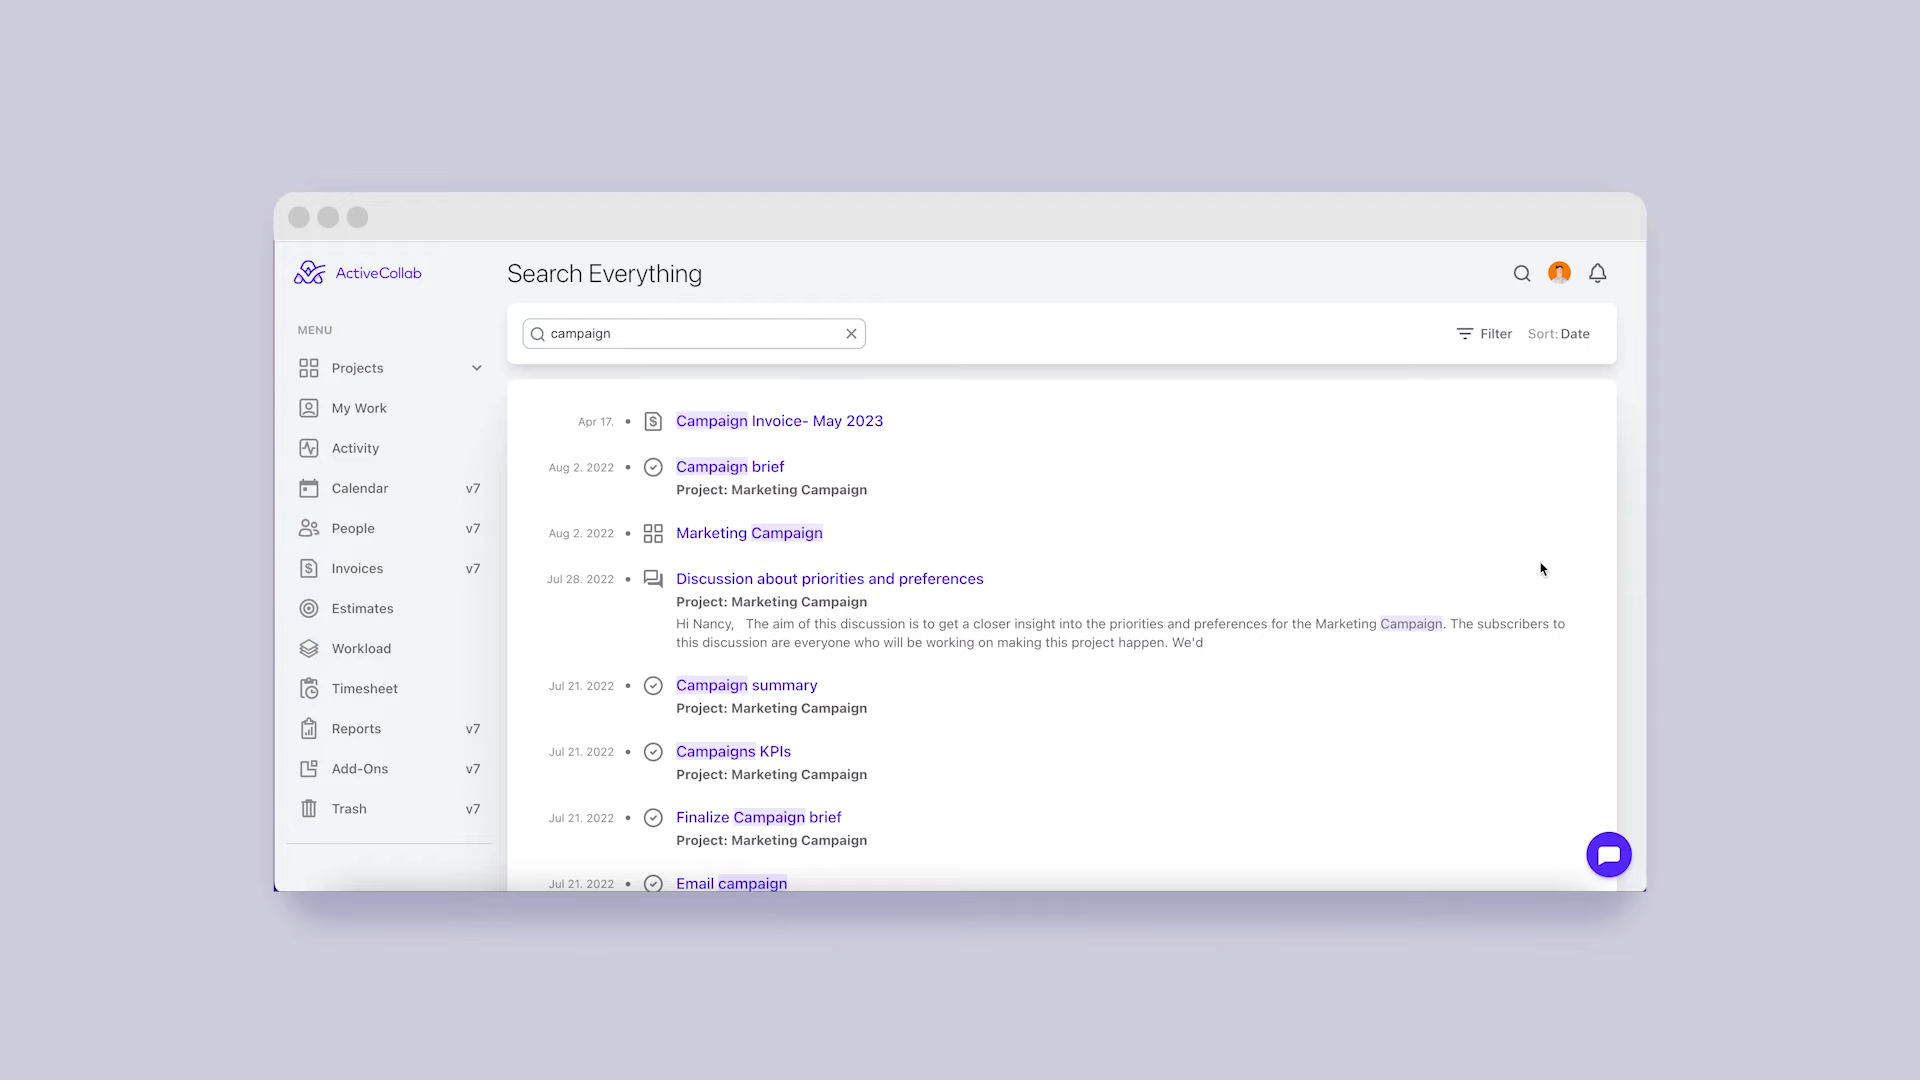 ActiveCollab
Search Everything
MENU
campaign
Filter Sort: Date
Projects
My Work
Activity
Calendar v7
People v7
Invoices v7
Estimates
Workload
Timesheet
Reports v7
Add-Ons v7
Trash v7
Apr 17. • Campaign Invoice- May 2023
Aug 2. 2022 • Campaign brief
Project: Marketing Campaign
Aug 2. 2022 • Marketing Campaign
Jul 28. 2022 • Discussion about priorities and preferences
Project: Marketing Campaign
Hi Nancy, The aim of this discussion is to get a closer insight into the priorities and preferences for the Marketing Campaign. The subscribers to
this discussion are everyone who will be working on making this project happen. We'd
Jul 21. 2022 • Campaign summary
Project: Marketing Campaign
Jul 21. 2022 • Campaigns KPIs
Project: Marketing Campaign
Jul 21. 2022 • Finalize Campaign brief
Project: Marketing Campaign
Jul 21. 2022 • Email campaign